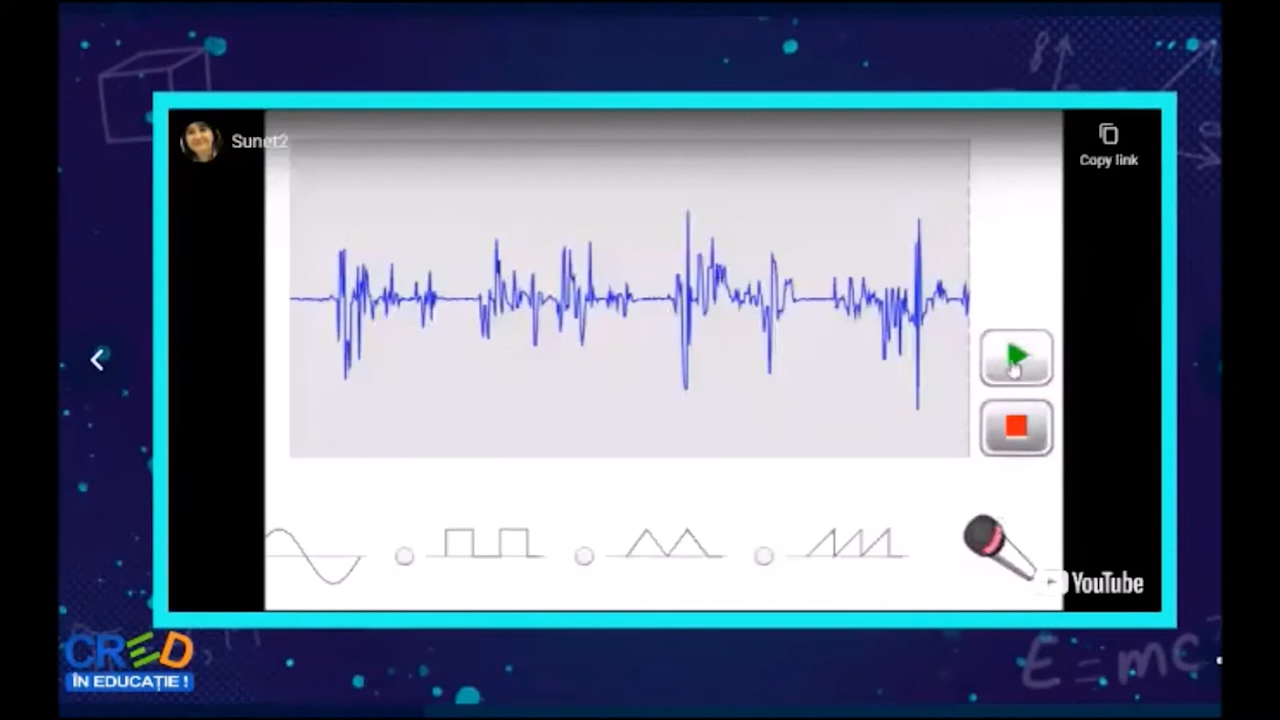 Sunet2
Copy link
YouTube
CRED
ÎN EDUCAȚIE !
E = mc